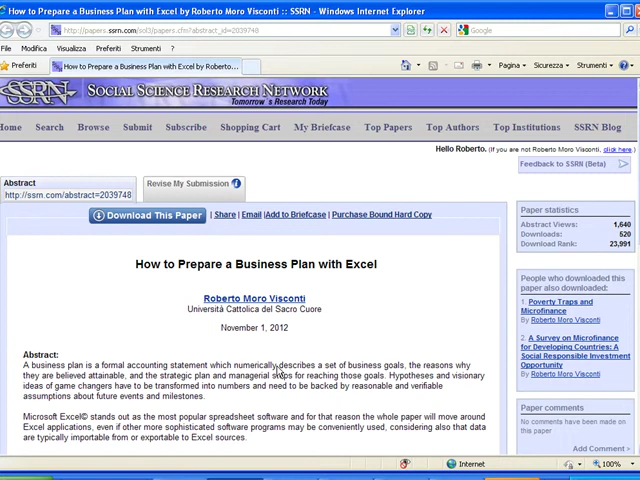 How to Prepare a Business Plan with Excel by Roberto Moro Visconti :: SSRN - Windows Internet Explorer
http://papers.ssrn.com/sol3/papers.cfm?abstract_id=2039748
Google
File Modifica Visualizza Preferiti Strumenti ?
Preferiti How to Prepare a Business Plan with Excel by Roberto... Pagina Sicurezza Strumenti
SSRN SOCIAL SCIENCE RESEARCH NETWORK
Tomorrow's Research Today
Home Search Browse Submit Subscribe Shopping Cart My Briefcase Top Papers Top Authors Top Institutions SSRN Blog
Hello Roberto. (If you are not Roberto Moro Visconti, click here.)
Feedback to SSRN (Beta)
Abstract
http://ssrn.com/abstract=2039748
Revise My Submission
Download This Paper | Share | Email | Add to Briefcase | Purchase Bound Hard Copy
How to Prepare a Business Plan with Excel
Roberto Moro Visconti
Università Cattolica del Sacro Cuore
November 1, 2012
Abstract:
A business plan is a formal accounting statement which numerically describes a set of business goals, the reasons why
they are believed attainable, and the strategic plan and managerial skills for reaching those goals. Hypotheses and visionary
ideas of game changers have to be transformed into numbers and need to be backed by reasonable and verifiable
assumptions about future events and milestones.
Microsoft Excel© stands out as the most popular spreadsheet software and for that reason the whole paper will move around
Excel applications, even if other more sophisticated software programs may be conveniently used, considering also that data
are typically importable from or exportable to Excel sources.
Paper statistics
Abstract Views: 1,640
Downloads: 520
Download Rank: 23,991
People who downloaded this
paper also downloaded:
1. Poverty Traps and
Microfinance
By Roberto Moro Visconti
2. A Survey on Microfinance
for Developing Countries: A
Social Responsible Investment
Opportunity
By Roberto Moro Visconti
Paper comments
No comments have been made on
this paper
Add Comment >
Internet 100%